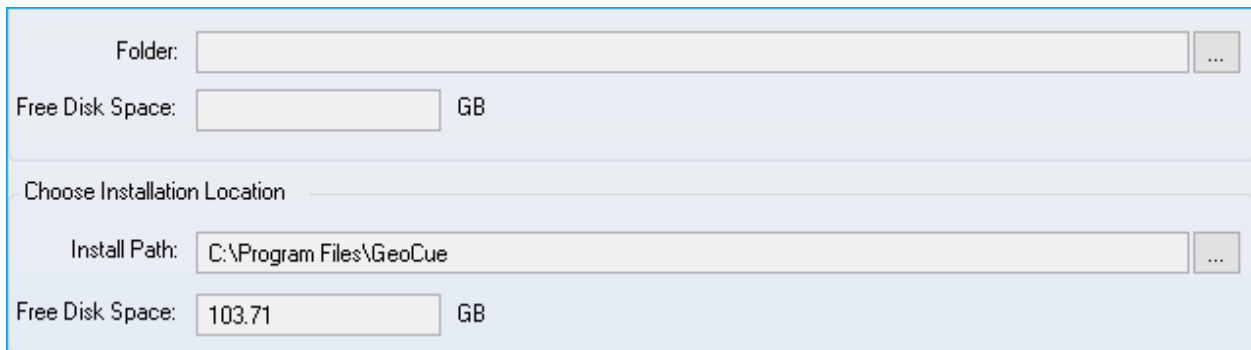 Folder: ...
Free Disk Space: GB
Choose Installation Location
Install Path: C:\Program Files\GeoCue ...
Free Disk Space: 103.71 GB